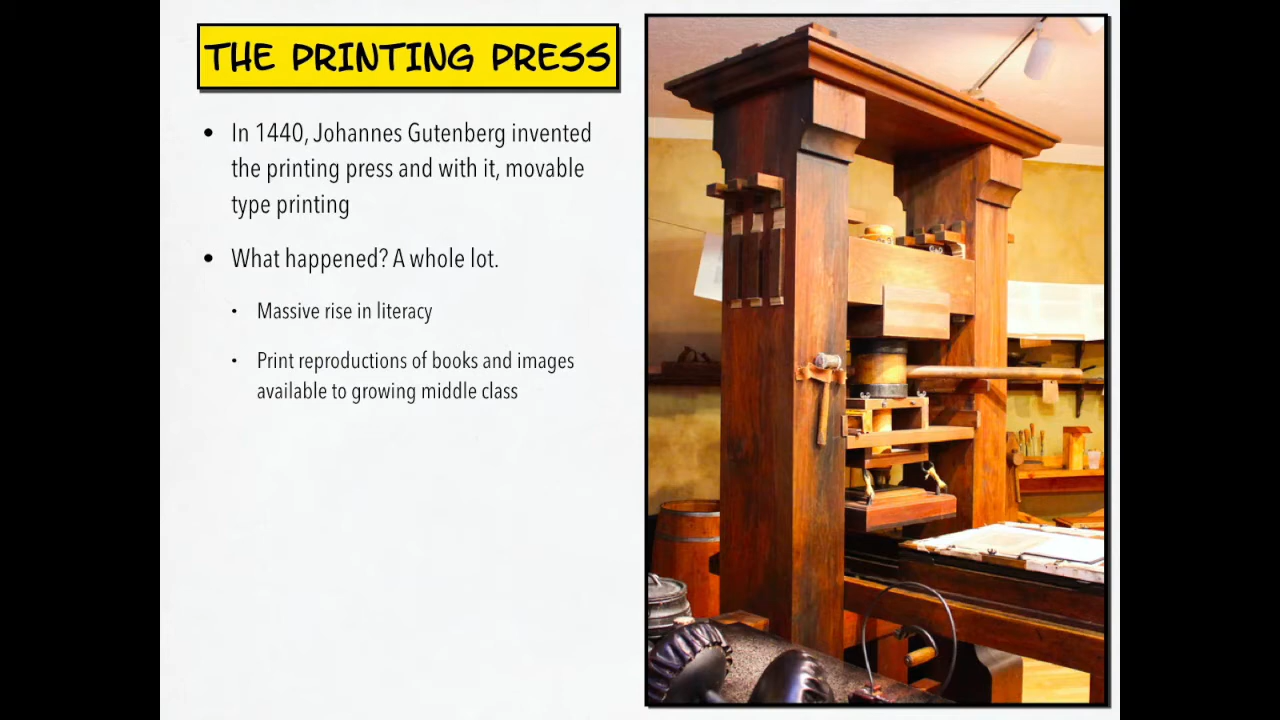 THE PRINTING PRESS
• In 1440, Johannes Gutenberg invented
the printing press and with it, movable
type printing
• What happened? A whole lot.
• Massive rise in literacy
• Print reproductions of books and images
available to growing middle class